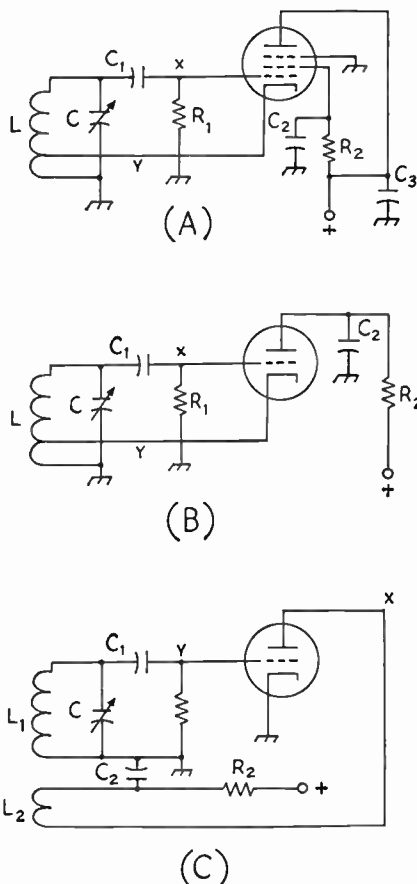 C₁ X
L C R₁ C₂ R₂
Y C₃
+
(A)
C₁ X C₂
L C R₁ R₂
Y +
(B)
X
C₁ Y
L₁ C
C₂ R₂ +
L₂
(C)